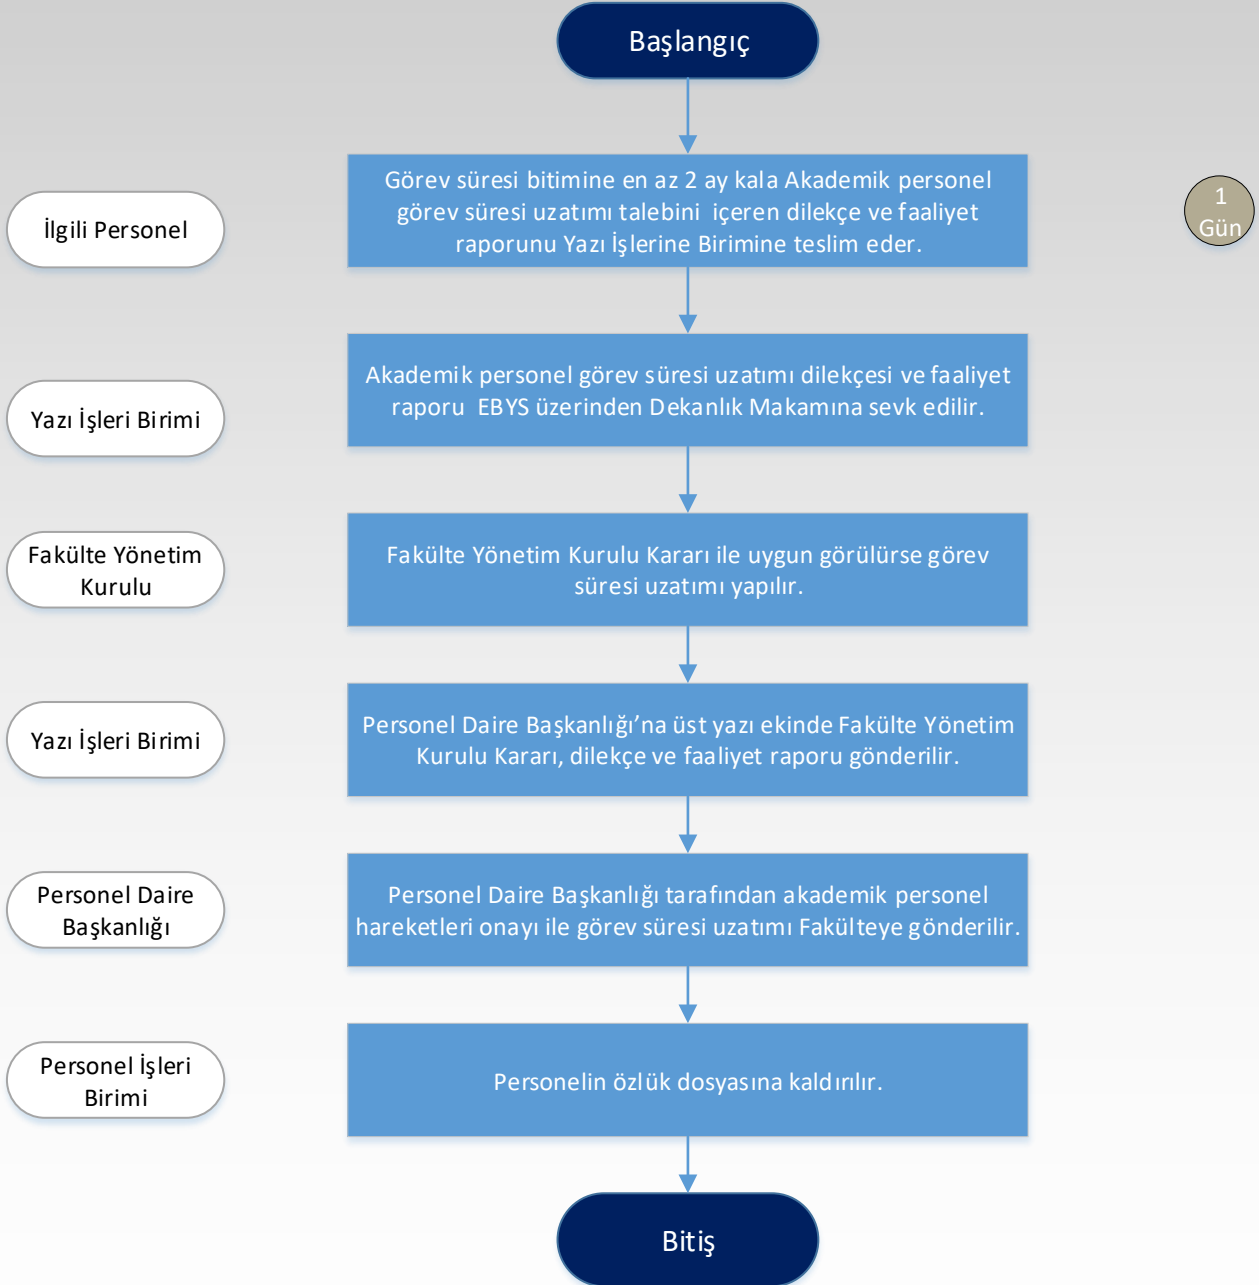 Başlangıç
İlgili Personel
Görev süresi bitimine en az 2 ay kala Akademik personel
görev süresi uzatımı talebini içeren dilekçe ve faaliyet
raporunu Yazı İşlerine Birimine teslim eder.
1
Gün
Yazı İşleri Birimi
Akademik personel görev süresi uzatımı dilekçesi ve faaliyet
raporu EBYS üzerinden Dekanlık Makamına sevk edilir.
Fakülte Yönetim
Kurulu
Fakülte Yönetim Kurulu Kararı ile uygun görülürse görev
süresi uzatımı yapılır.
Yazı İşleri Birimi
Personel Daire Başkanlığı’na üst yazı ekinde Fakülte Yönetim
Kurulu Kararı, dilekçe ve faaliyet raporu gönderilir.
Personel Daire
Başkanlığı
Personel Daire Başkanlığı tarafından akademik personel
hareketleri onayı ile görev süresi uzatımı Fakülteye gönderilir.
Personel İşleri
Birimi
Personelin özlük dosyasına kaldırılır.
Bitiş